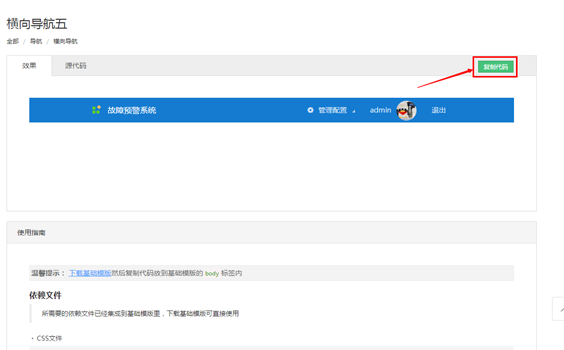 横向导航五
全部 / 导航 / 横向导航
效果 源代码 复制代码
故障预警系统 管理配置 admin 退出
使用指南
温馨提示： 下载基础模版然后复制代码放到基础模版的 body 标签内
依赖文件
所需要的依赖文件已经集成到基础模版里，下载基础模版可直接使用
· CSS文件